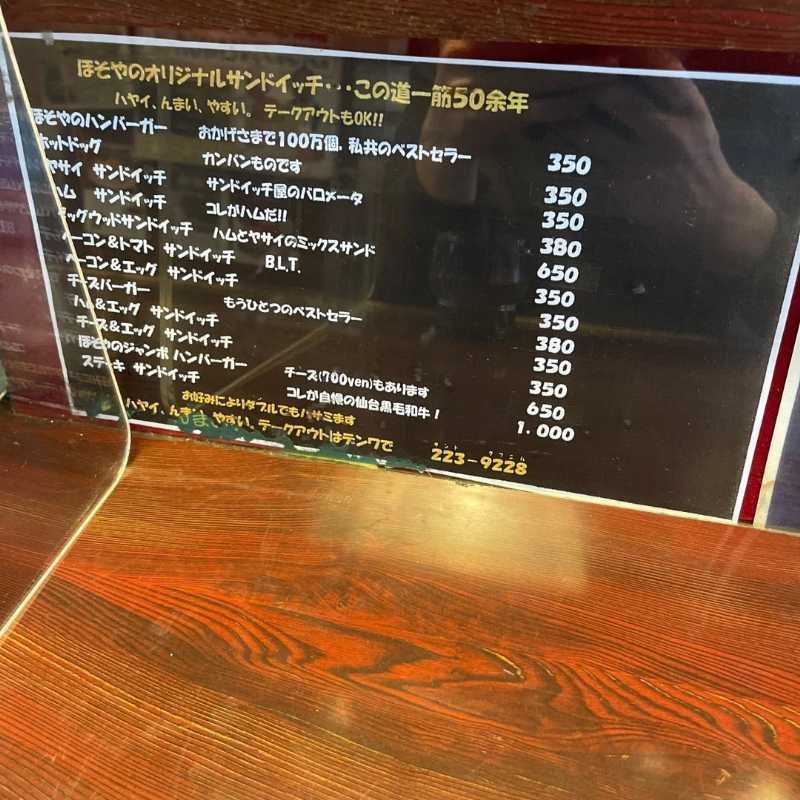 ほそやのオリジナルサンドイッチ・・・この道一筋50余年
ハヤイ、んまい、やすい。 テークアウトもOK!!
ほそやのハンバーガー おかげさまで100万個、私共のベストセラー 350
ホットドッグ カンバンものです 350
ヤサイ サンドイッチ サンドイッチ屋のバロメータ 350
ハム サンドイッチ コレがハムだ!! 380
サンドイッチ ハムとヤサイのミックスサンド 650
ベーコン&トマト サンドイッチ B.L.T. 350
ベーコン&エッグ サンドイッチ 350
チーズバーガー もうひとつのベストセラー 380
ハム&エッグ サンドイッチ 350
チーズ&エッグ サンドイッチ 350
ほそやのジャンボ ハンバーガー チーズ(700yen)もあります 650
ステーキ サンドイッチ コレが自慢の仙台黒毛和牛! 1.000
お好みによりダブルでもハサミます
ハヤイ、んまい、やすい、テークアウトはデンワで 223-9228